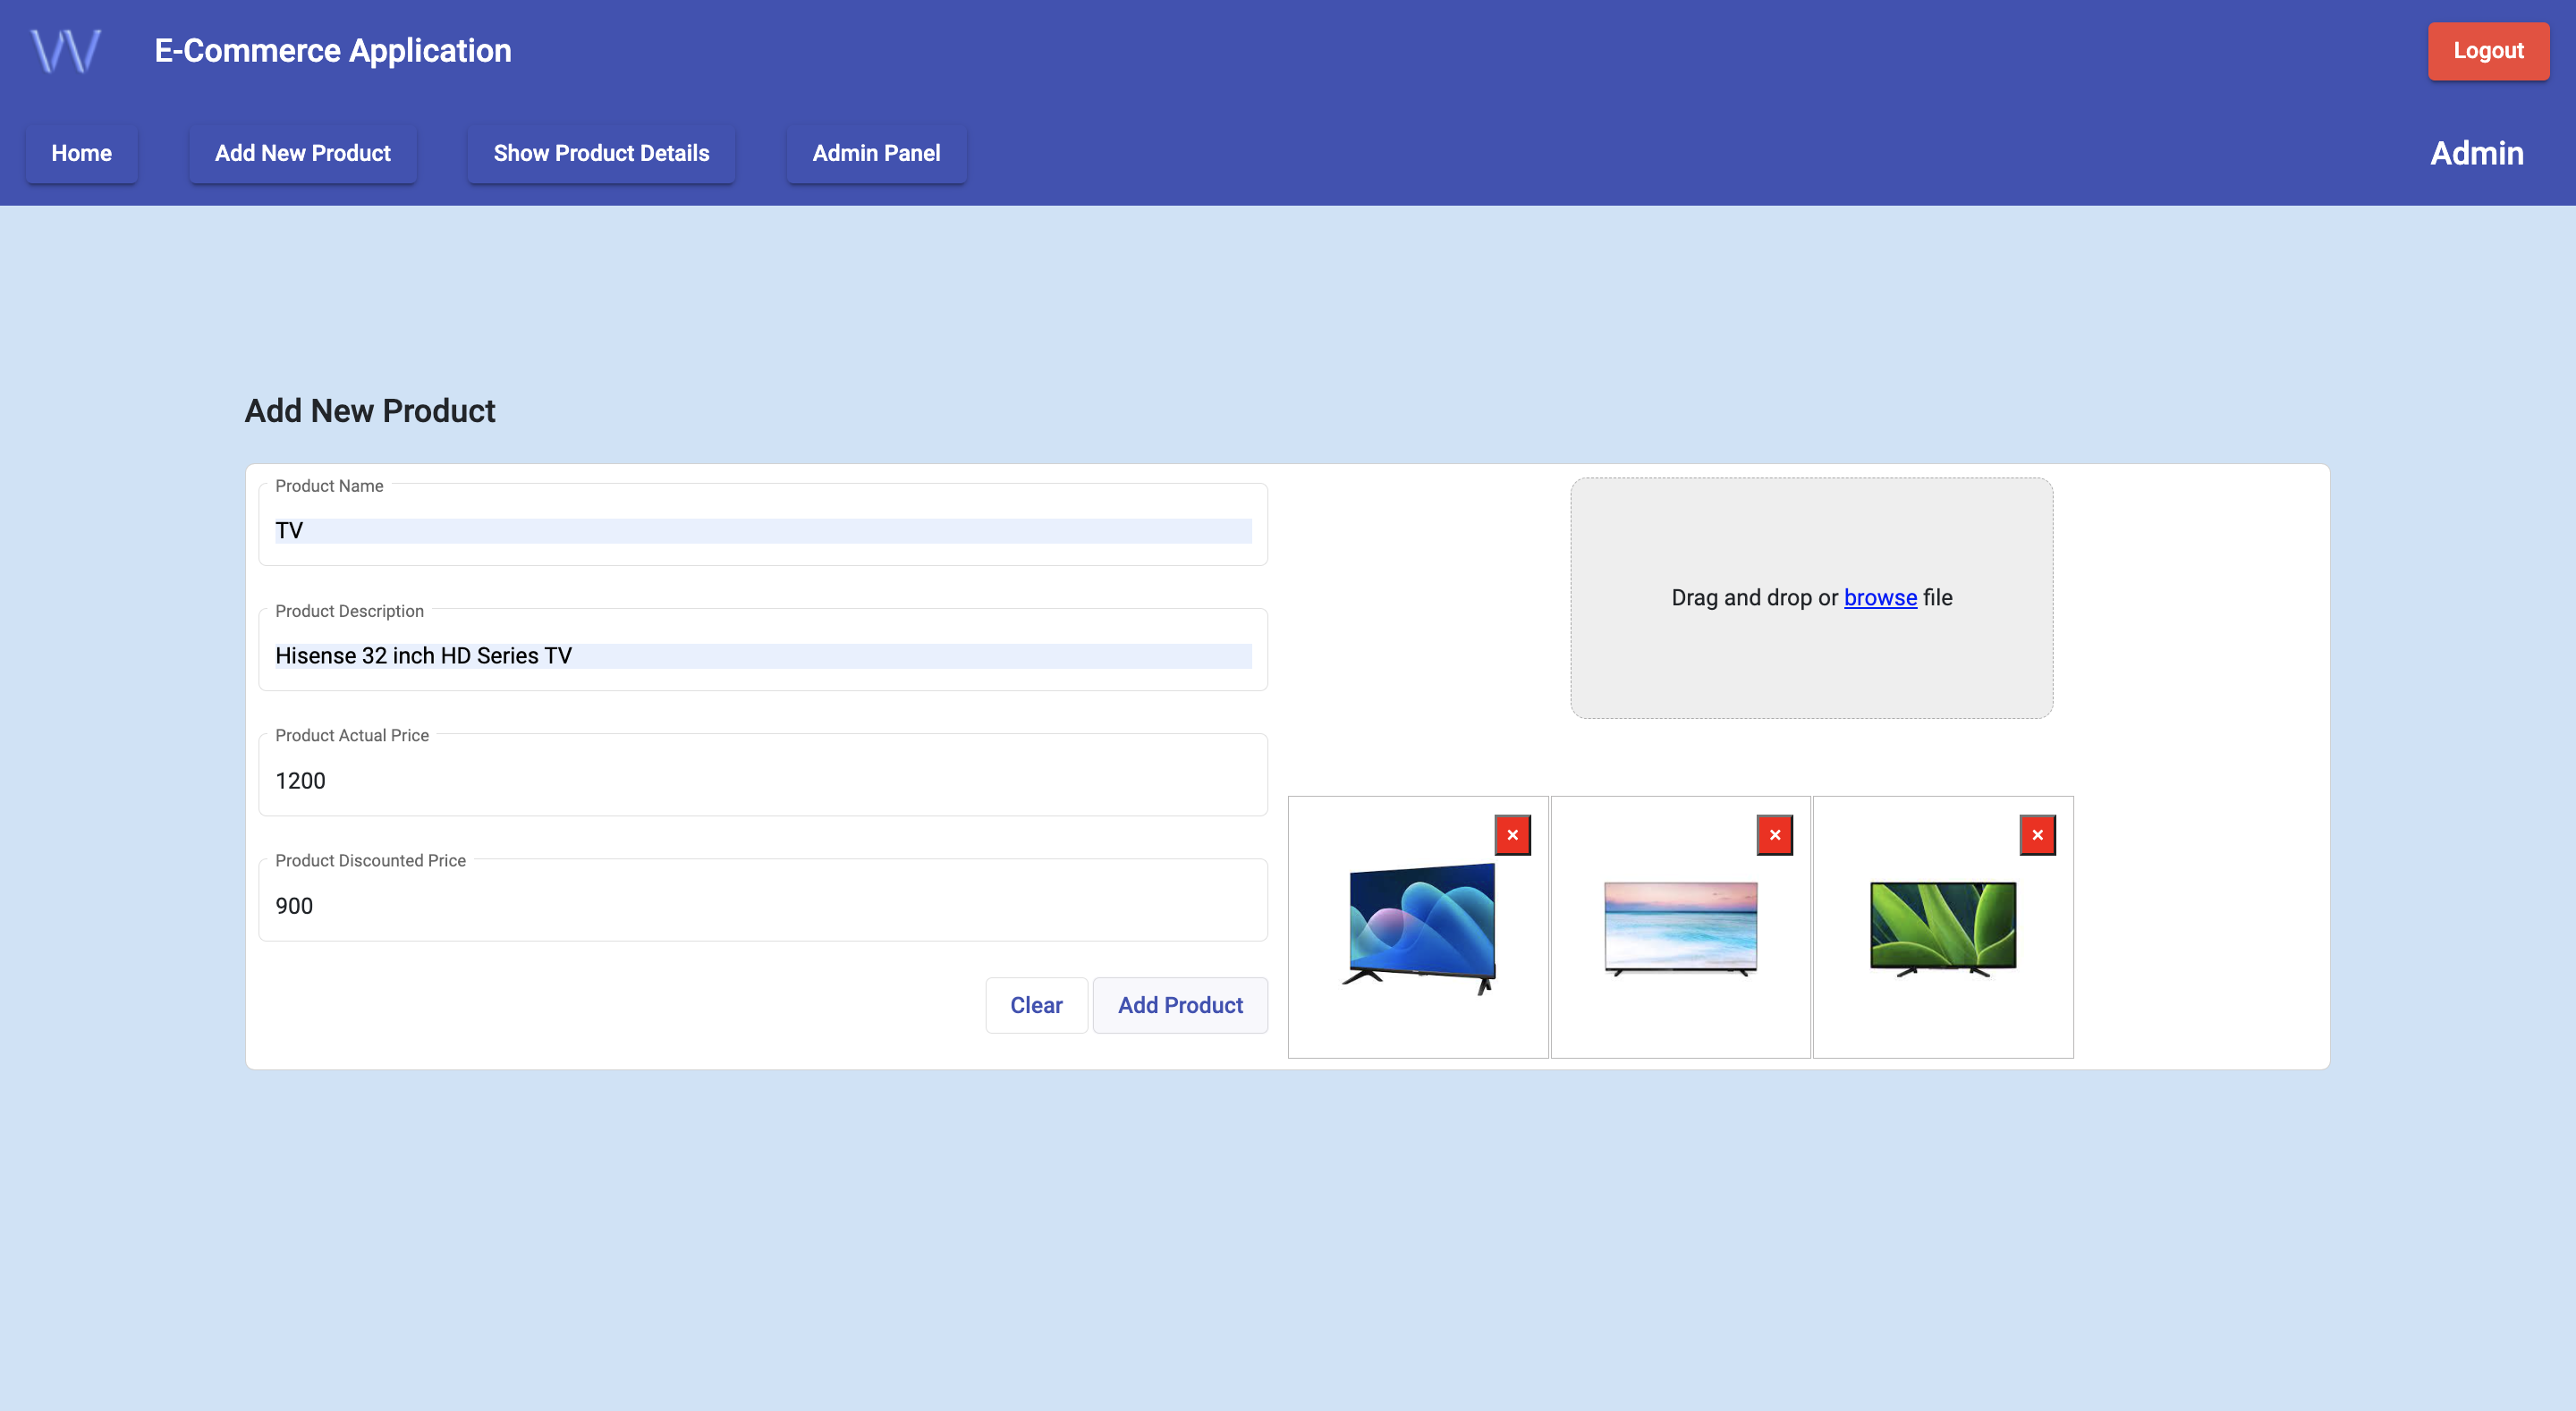 W
E-Commerce Application
Logout
Home
Add New Product
Show Product Details
Admin Panel
Admin
Add New Product
Product Name
TV
Product Description
Hisense 32 inch HD Series TV
Product Actual Price
1200
Product Discounted Price
900
Clear
Add Product
Drag and drop or browse file
×
×
×